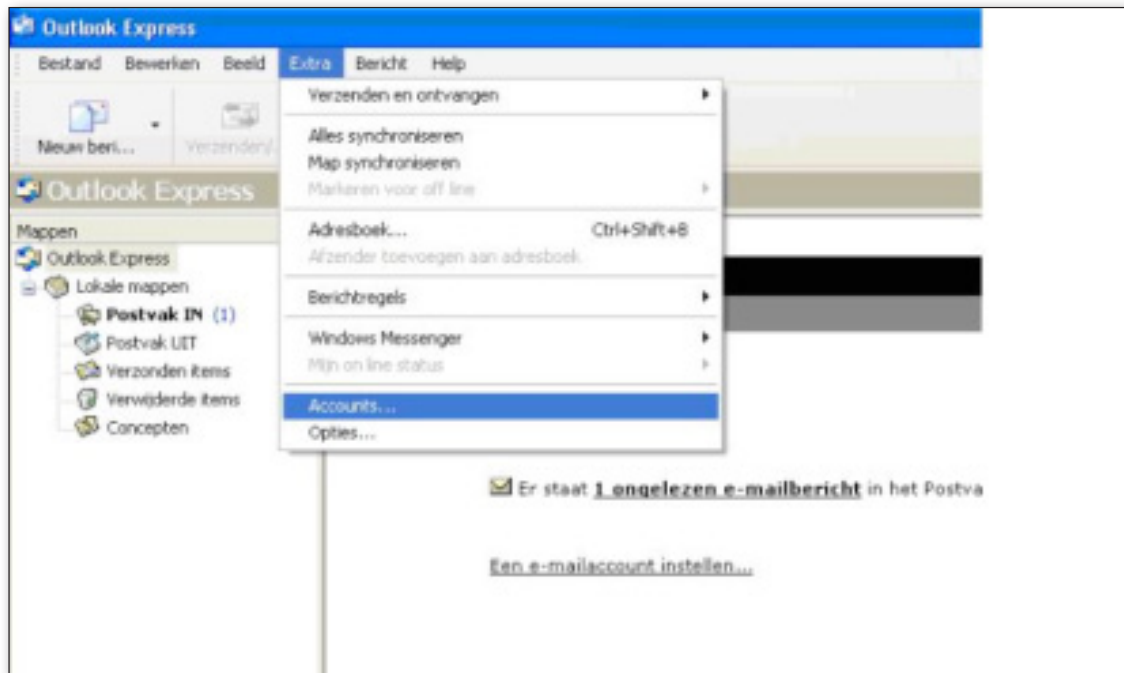 Outlook Express
Bestand Bewerken Beeld Extra Bericht Help
Nieuw beri... Verzenden/
Outlook Express
Mappen
Outlook Express
Lokale mappen
Postvak IN (1)
Postvak UIT
Verzonden items
Verwijderde items
Concepten
Verzenden en ontvangen
Alles synchroniseren
Map synchroniseren
Markeren voor off line
Adresboek... Ctrl+Shift+B
Afzender toevoegen aan adresboek
Berichtregels
Windows Messenger
Mijn on line status
Accounts...
Opties...
Er staat 1 ongelezen e-mailbericht in het Postva
Een e-mailaccount instellen...